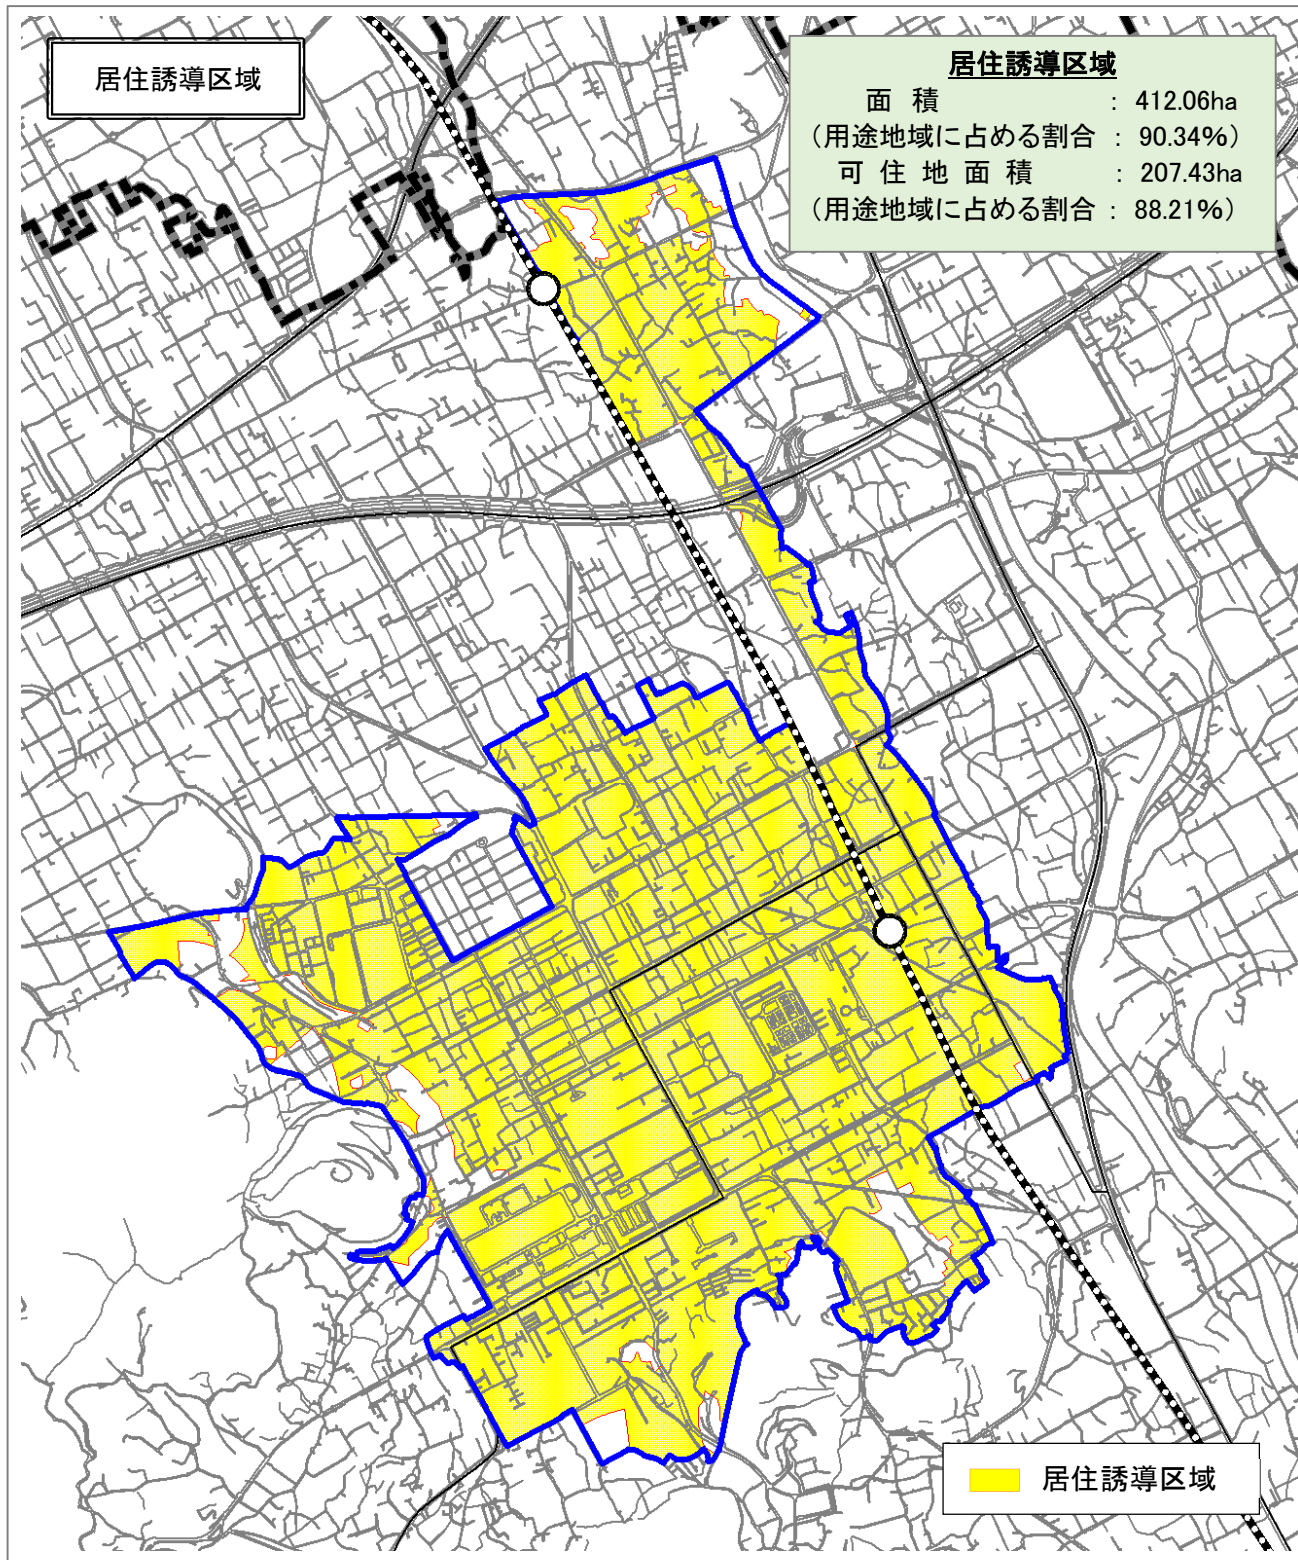 居住誘導区域
居住誘導区域
面積 : 412.06ha
(用途地域に占める割合 : 90.34%)
可住地面積 : 207.43ha
(用途地域に占める割合 : 88.21%)
居住誘導区域